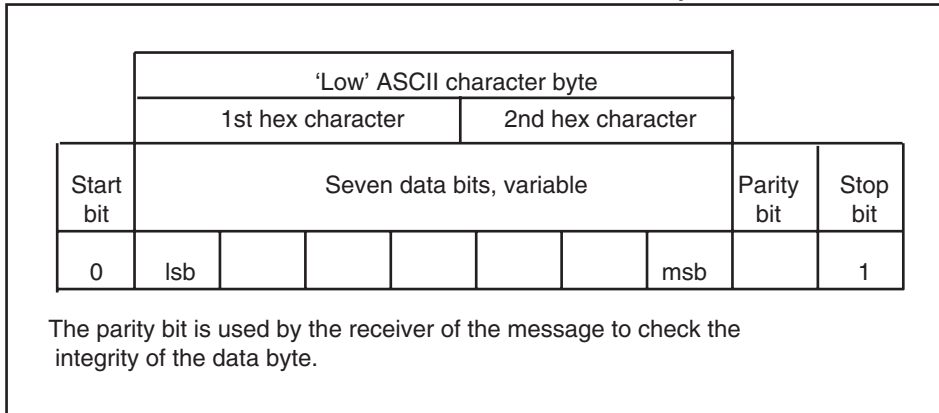 ‘Low’ ASCII character byte
1st hex character 2nd hex character
Start bit Seven data bits, variable Parity bit Stop bit
0 lsb msb 1
The parity bit is used by the receiver of the message to check the
integrity of the data byte.